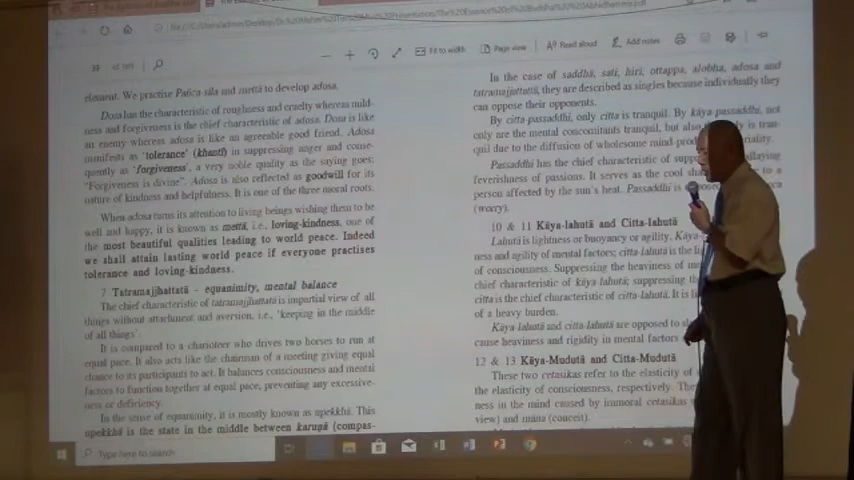 of 169
Fit to width
Page view
Read aloud
Add notes
element. We practise Pañca-sīla and mettā to develop adosa.
Dosa has the characteristic of roughness and cruelty whereas mild-
ness and forgiveness is the chief characteristic of adosa. Dosa is like
an enemy whereas adosa is like an agreeable good friend. Adosa
manifests as 'tolerance' (khanti) in suppressing anger and conse-
quently as 'forgiveness', a very noble quality as the saying goes:
"Forgiveness is divine". Adosa is also reflected as goodwill for its
nature of kindness and helpfulness. It is one of the three moral roots.
When adosa turns its attention to living beings wishing them to be
well and happy, it is known as mettā, i.e., loving-kindness, one of
the most beautiful qualities leading to world peace. Indeed
we shall attain lasting world peace if everyone practises
tolerance and loving-kindness.
7 Tatramajjhattatā – equanimity, mental balance
The chief characteristic of tatramajjhattatā is impartial view of all
things without attachment and aversion, i.e., 'keeping in the middle
of all things'.
It is compared to a charioteer who drives two horses to run at
equal pace. It also acts like the chairman of a meeting giving equal
chance to its participants to act. It balances consciousness and mental
factors to function together at equal pace, preventing any excessive-
ness or deficiency.
In the sense of equanimity, it is mostly known as upekkhā. This
upekkhā is the state in the middle between karuṇā (compas-
In the case of saddhā, sati, hiri, ottappa, alobha, adosa and
tatramajjhattatā, they are described as singles because individually they
can oppose their opponents.
By citta-passaddhi, only citta is tranquil. By kāya-passaddhi, not
only are the mental concomitants tranquil, but also is tran-
quil due to the diffusion of wholesome mind-
Passaddhi has the chief characteristic of allaying
feverishness of passions. It serves as the cool to a
person affected by the sun's heat. Passaddhi is
(worry).
10 & 11 Kāya-lahutā and Citta-lahutā
Lahutā is lightness or buoyancy or agility.
ness and agility of mental factors; citta-lahutā is the
of consciousness. Suppressing the heaviness of
chief characteristic of kāya-lahutā; suppressing the
citta is the chief characteristic of citta-lahutā. It is
of a heavy burden.
Kāya-lahutā and citta-lahutā are opposed to
cause heaviness and rigidity in mental factors
12 & 13 Kāya-Mudutā and Citta-Mudutā
These two cetasikas refer to the elasticity of
the elasticity of consciousness, respectively. The
ness in the mind caused by immoral cetasikas
view) and māna (conceit).
Type here to search